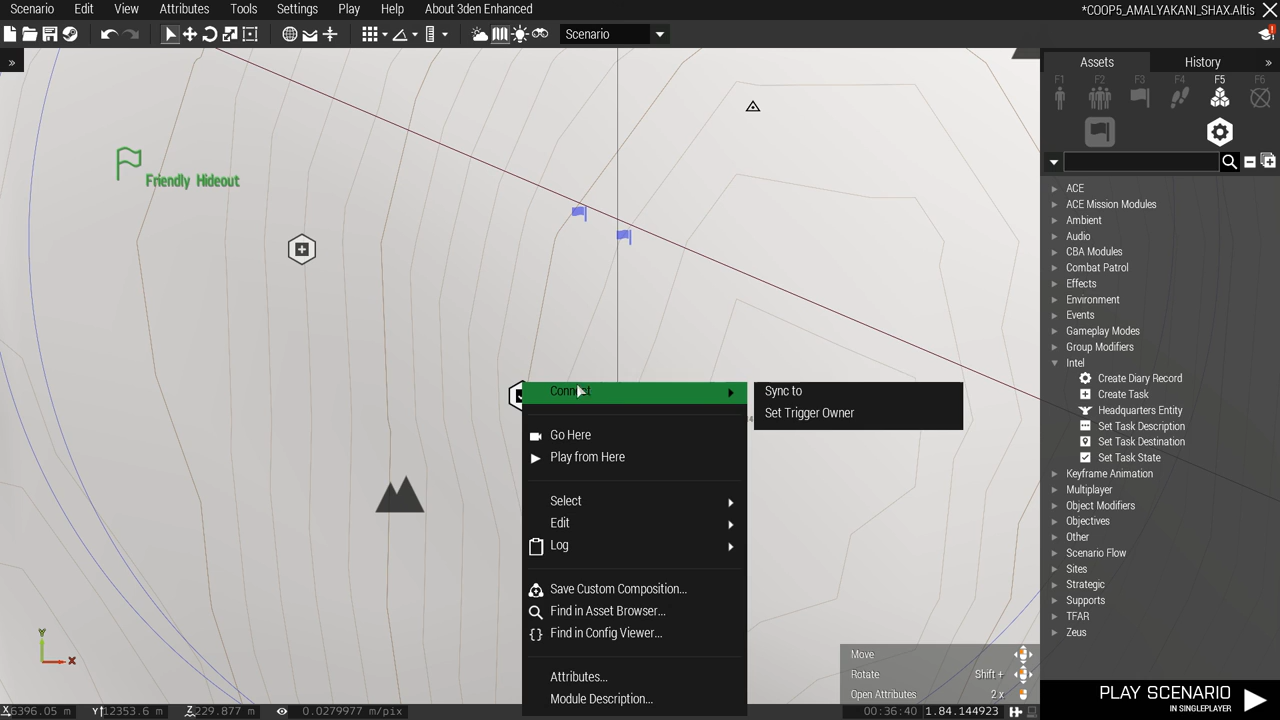 Scenario Edit View Attributes Tools Settings Play Help About 3den Enhanced *COOP5_AMALYAKANI_SHAX.Altis
Scenario
Assets History
F1 F2 F3 F4 F5 F6
Friendly Hideout
ACE
ACE Mission Modules
Ambient
Audio
CBA Modules
Combat Patrol
Effects
Environment
Events
Gameplay Modes
Group Modifiers
Intel
Create Diary Record
Create Task
Headquarters Entity
Set Task Description
Set Task Destination
Set Task State
Keyframe Animation
Multiplayer
Object Modifiers
Objectives
Other
Scenario Flow
Sites
Strategic
Supports
TFAR
Zeus
Connect
Sync to
Set Trigger Owner
Go Here
Play from Here
Select
Edit
Log
Save Custom Composition...
Find in Asset Browser...
Find in Config Viewer...
Attributes...
Module Description...
Y
X
Move
Rotate Shift +
Open Attributes 2 x
X 6396.05 m Y 12353.6 m Z 229.877 m 0.0279977 m/pix 00:36:40 1.84.144923
PLAY SCENARIO
IN SINGLEPLAYER